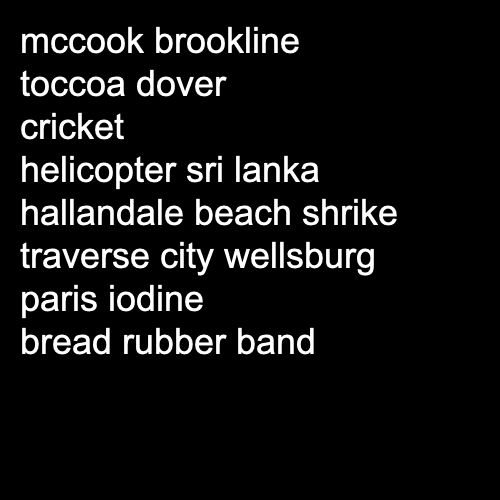 mccook brookline
toccoa dover
cricket
helicopter sri lanka
hallandale beach shrike
traverse city wellsburg
paris iodine
bread rubber band